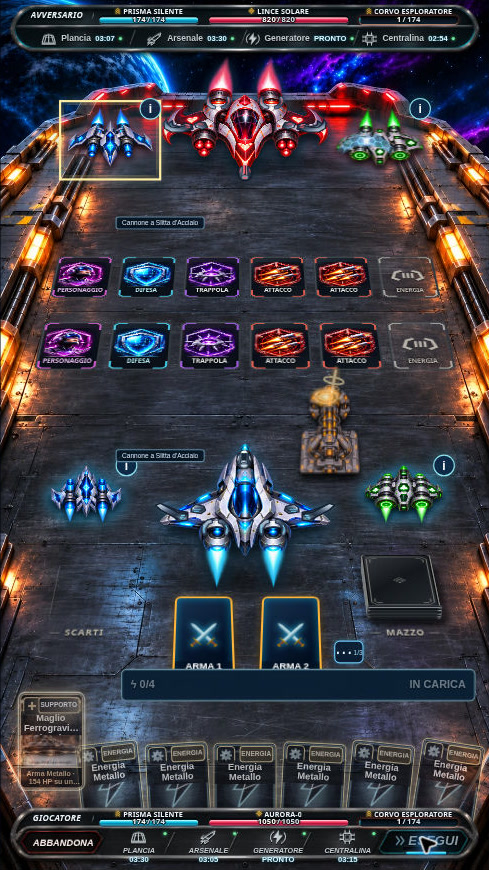 AVVERSARIO
PRISMA SILENTE
174/174
LINCE SOLARE
820/820
CORVO ESPLORATORE
1/174
Plancia 03:07
Arsenale 03:30
Generatore PRONTO
Centralina 02:54
i
i
Cannone a Slitta d'Acciaio
PERSONAGGIO
DIFESA
TRAPPOLA
ATTACCO
ATTACCO
ENERGIA
PERSONAGGIO
DIFESA
TRAPPOLA
ATTACCO
ATTACCO
ENERGIA
Cannone a Slitta d'Acciaio
i
i
SCARTI
ARMA 1
ARMA 2
MAZZO
1/3
0/4
IN CARICA
SUPPORTO
Maglio
Ferrogravi...
Arma Metallo ·
154 HP su un...
ENERGIA
Energia
Metallo
ENERGIA
Energia
Metallo
ENERGIA
Energia
Metallo
ENERGIA
Energia
Metallo
ENERGIA
Energia
Metallo
ENERGIA
Energia
Metallo
GIOCATORE
PRISMA SILENTE
174/174
AURORA-0
1050/1050
CORVO ESPLORATORE
1/174
ABBANDONA
PLANCIA
03:30
ARSENALE
03:05
GENERATORE
PRONTO
CENTRALINA
03:15
ESEGUI